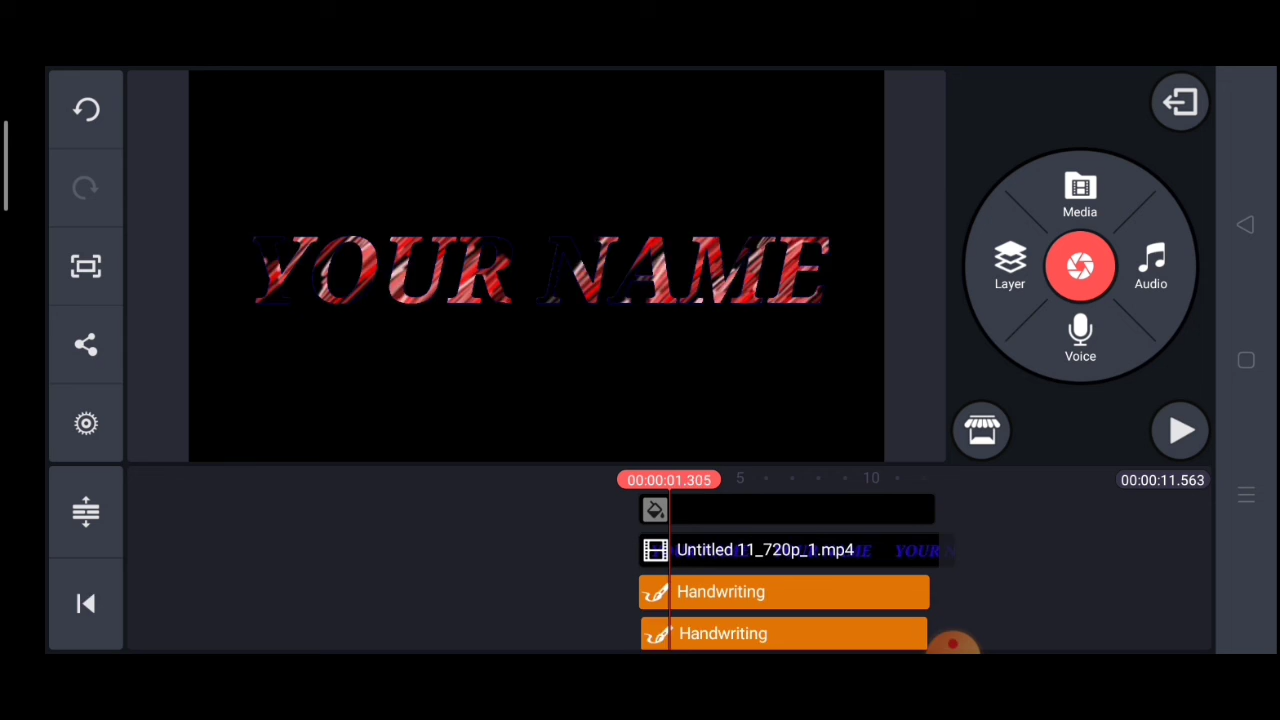 YOUR NAME
Media
Layer
Audio
Voice
00:00:01.305
5
10
00:00:11.563
Untitled 11_720p_1.mp4
YOUR
Handwriting
Handwriting